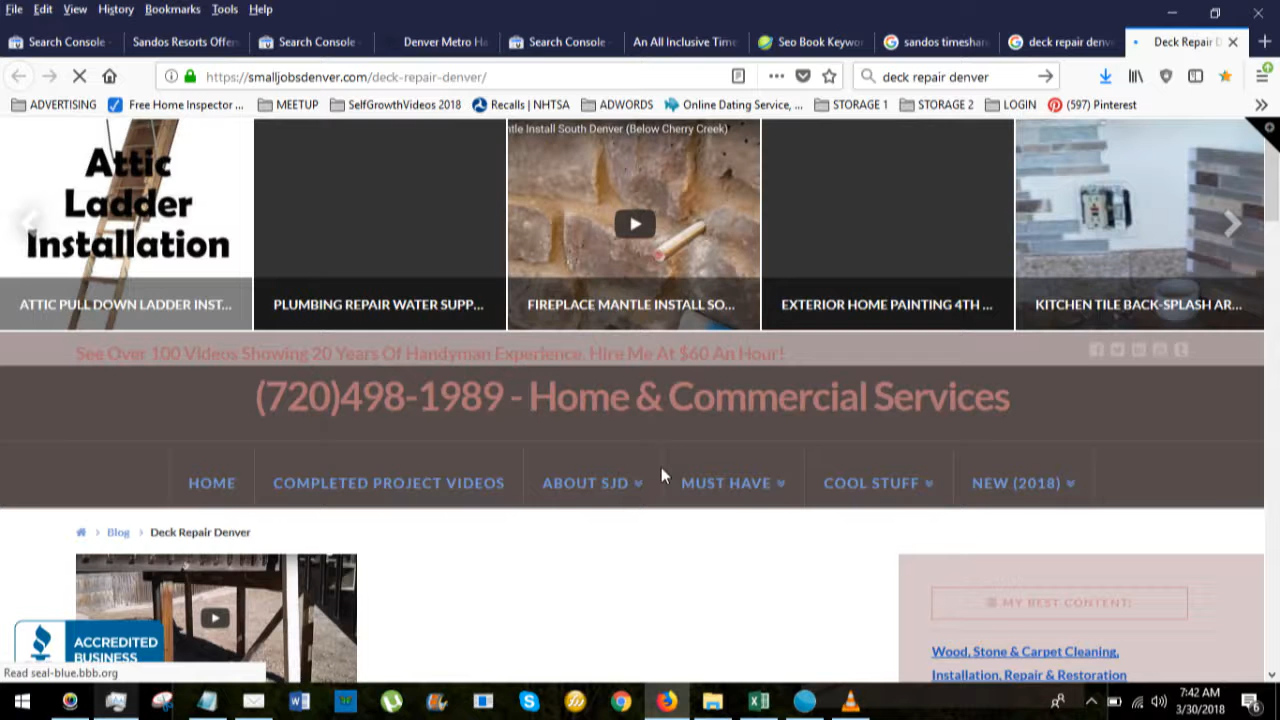 File Edit View History Bookmarks Tools Help
Search Console Sandos Resorts Offer Search Console Denver Metro Ha Search Console An All Inclusive Time Seo Book Keywor sandos timeshar deck repair denve Deck Repair D
https://smalljobsdenver.com/deck-repair-denver/ deck repair denver
ADVERTISING Free Home Inspector ... MEETUP SelfGrowthVideos 2018 Recalls | NHTSA ADWORDS Online Dating Service, ... STORAGE 1 STORAGE 2 LOGIN (597) Pinterest
ntle Install South Denver (Below Cherry Creek)
Attic
Ladder
Installation
ATTIC PULL DOWN LADDER INST... PLUMBING REPAIR WATER SUPP... FIREPLACE MANTLE INSTALL SO... EXTERIOR HOME PAINTING 4TH ... KITCHEN TILE BACK-SPLASH AR...
See Over 100 Videos Showing 20 Years Of Handyman Experience. Hire Me At $60 An Hour!
(720)498-1989 - Home & Commercial Services
HOME COMPLETED PROJECT VIDEOS ABOUT SJD MUST HAVE COOL STUFF NEW (2018)
Blog Deck Repair Denver
MY BEST CONTENT:
ACCREDITED
BUSINESS
Wood, Stone & Carpet Cleaning,
Installation, Repair & Restoration
Read seal-blue.bbb.org
7:42 AM
3/30/2018
6